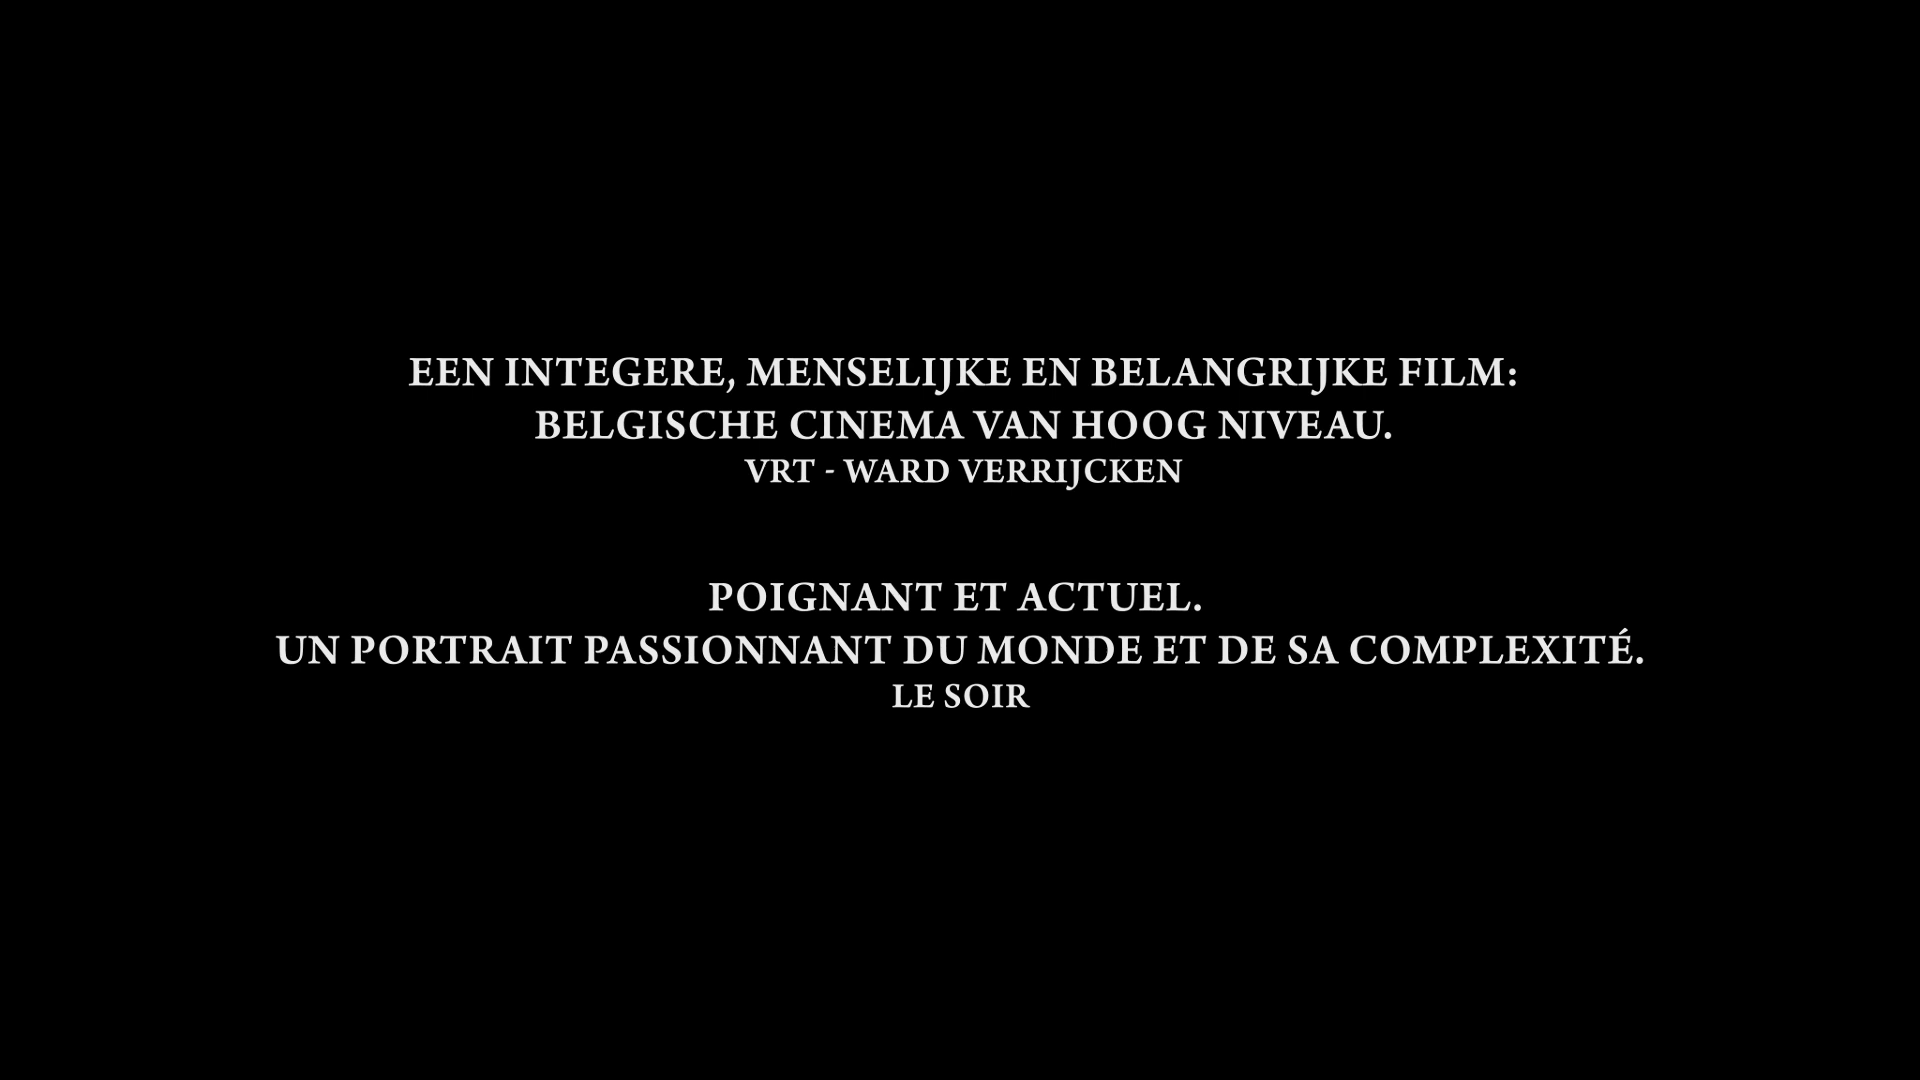 EEN INTEGERE, MENSELIJKE EN BELANGRIJKE FILM:
BELGISCHE CINEMA VAN HOOG NIVEAU.
VRT - WARD VERRIJCKEN
POIGNANT ET ACTUEL.
UN PORTRAIT PASSIONNANT DU MONDE ET DE SA COMPLEXITÉ.
LE SOIR